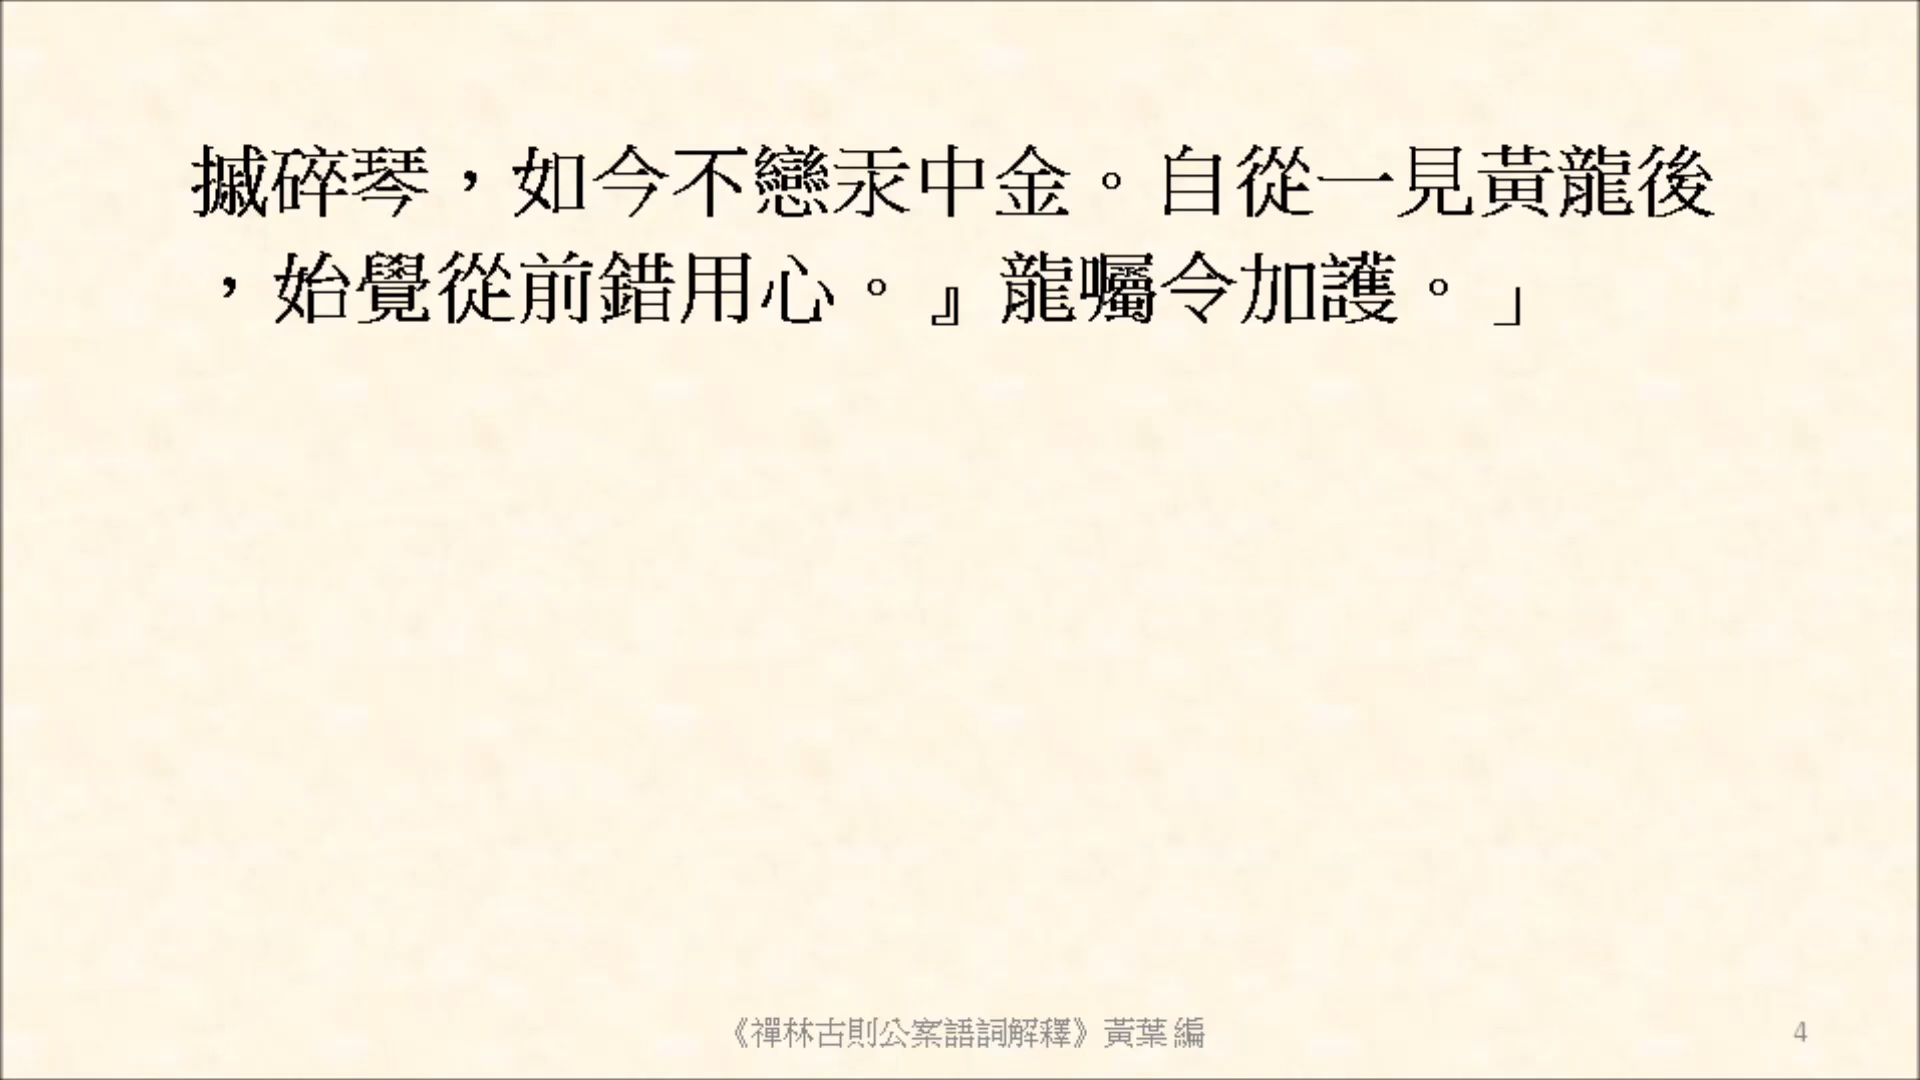 摵碎琴，如今不戀汞中金。自從一見黃龍後
，始覺從前錯用心。』龍囑令加護。」
《禪林古則公案語詞解釋》黃葉 編
4